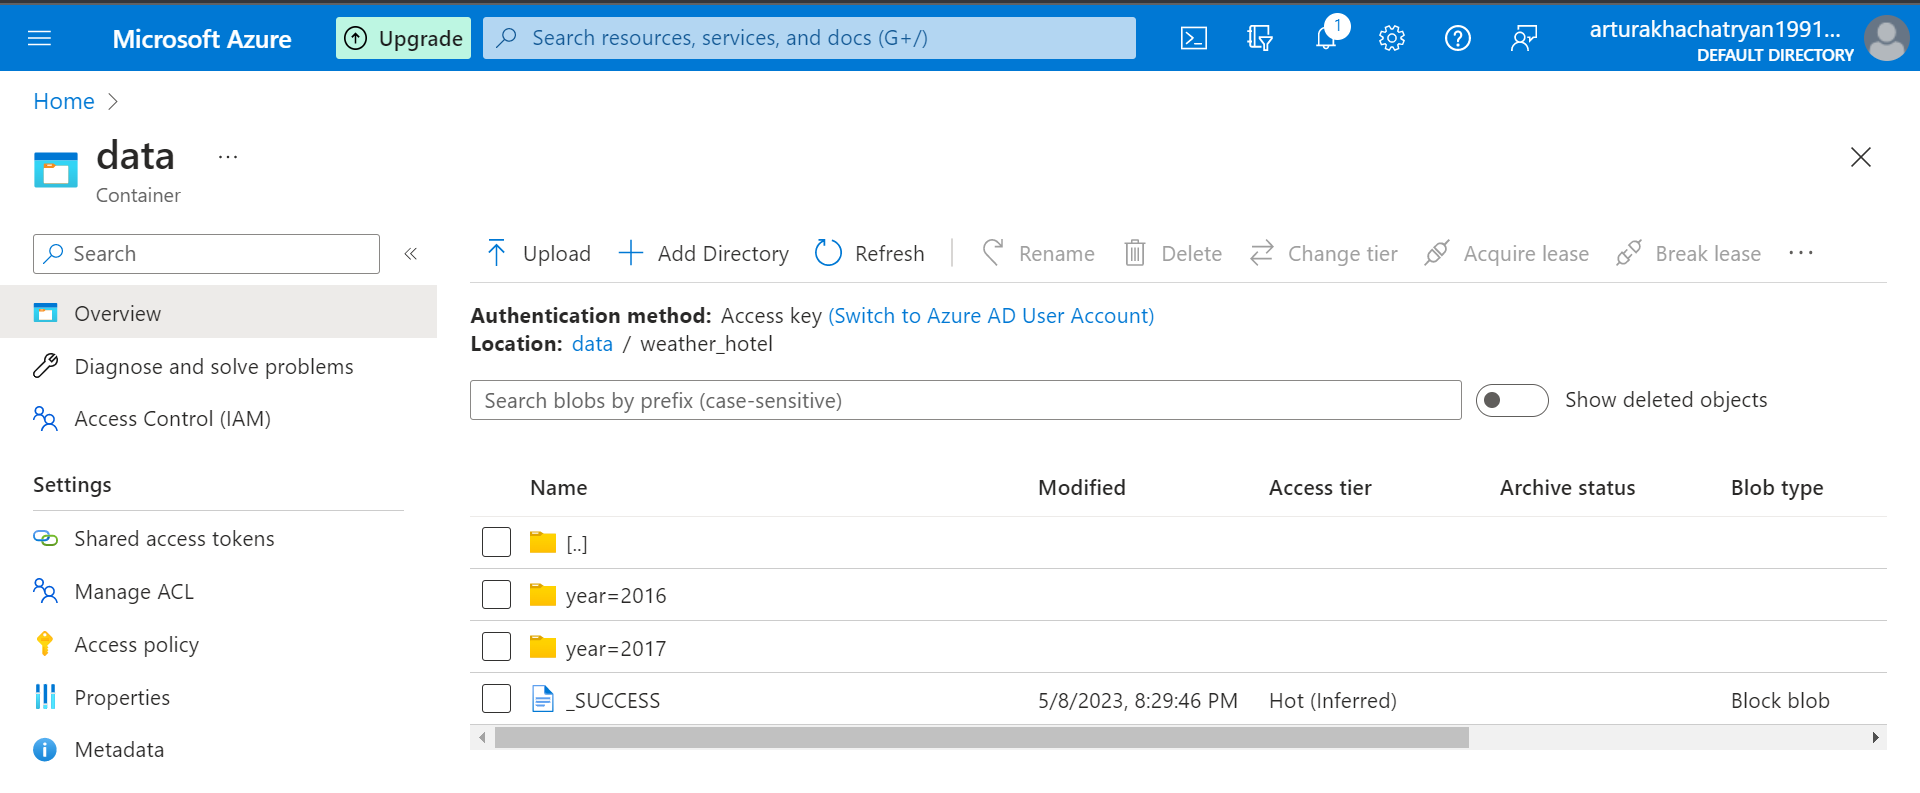 Microsoft Azure
Upgrade
Search resources, services, and docs (G+/)
1
arturakhachatryan1991...
DEFAULT DIRECTORY
Home
data
...
Container
Search
«
Upload
Add Directory
Refresh
Rename
Delete
Change tier
Acquire lease
Break lease
...
Overview
Diagnose and solve problems
Access Control (IAM)
Settings
Shared access tokens
Manage ACL
Access policy
Properties
Metadata
Authentication method: Access key (Switch to Azure AD User Account)
Location: data / weather_hotel
Search blobs by prefix (case-sensitive)
Show deleted objects
Name Modified Access tier Archive status Blob type
[..]
year=2016
year=2017
_SUCCESS 5/8/2023, 8:29:46 PM Hot (Inferred) Block blob